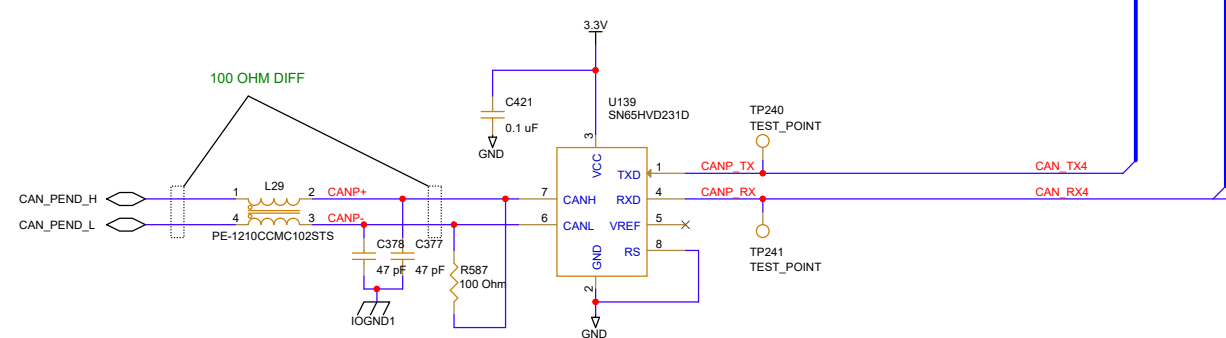 3.3V
100 OHM DIFF
C421
0.1 uF
GND
U139
SN65HVD231D
TP240
TEST_POINT
3
VCC
TXD
1
CANP_TX
CAN_TX4
L29
CAN_PEND_H
1
2
CANP+
7
CANH
RXD
4
CANP_RX
CAN_RX4
CAN_PEND_L
4
3
CANP-
6
CANL
VREF
5
PE-1210CCMC102STS
C378
C377
47 pF
47 pF
R587
100 Ohm
GND
RS
8
TP241
TEST_POINT
2
IOGND1
GND